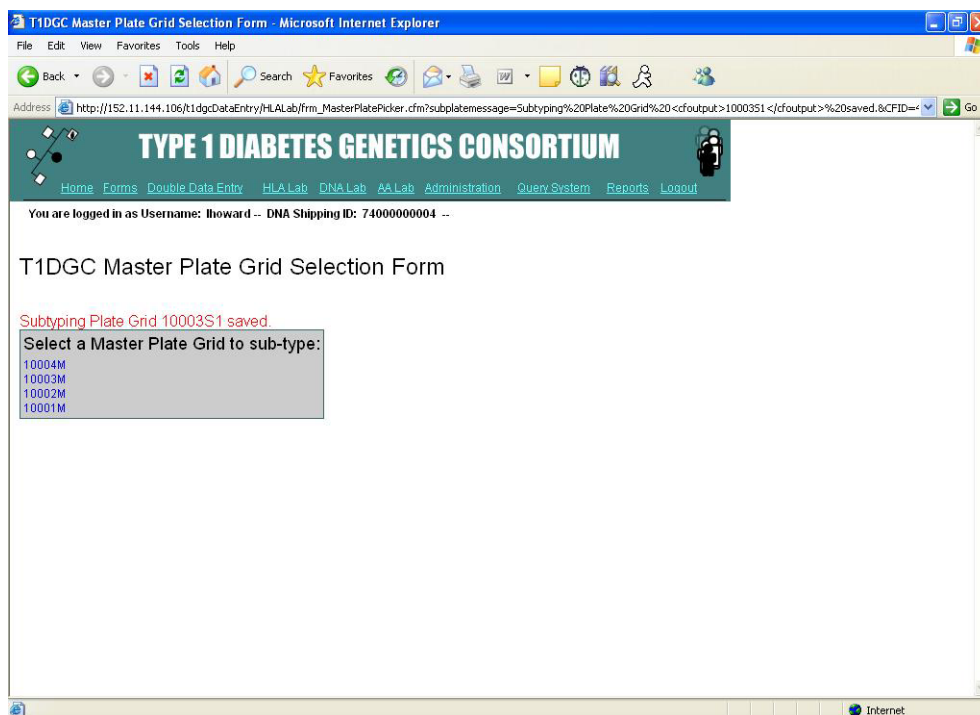 T1DGC Master Plate Grid Selection Form - Microsoft Internet Explorer
File Edit View Favorites Tools Help
Back Search Favorites
Address http://152.11.144.106/t1dgcDataEntry/HLALab/frm_MasterPlatePicker.cfm?subplatemessage=Subtyping%20Plate%20Grid%20<cfoutput>10003S1</cfoutput>%20saved.&CFID=4 Go
TYPE 1 DIABETES GENETICS CONSORTIUM
Home Forms Double Data Entry HLA Lab DNA Lab AA Lab Administration Query System Reports Logout
You are logged in as Username: lhoward -- DNA Shipping ID: 74000000004 --
T1DGC Master Plate Grid Selection Form
Subtyping Plate Grid 10003S1 saved.
Select a Master Plate Grid to sub-type:
10004M
10003M
10002M
10001M
Internet